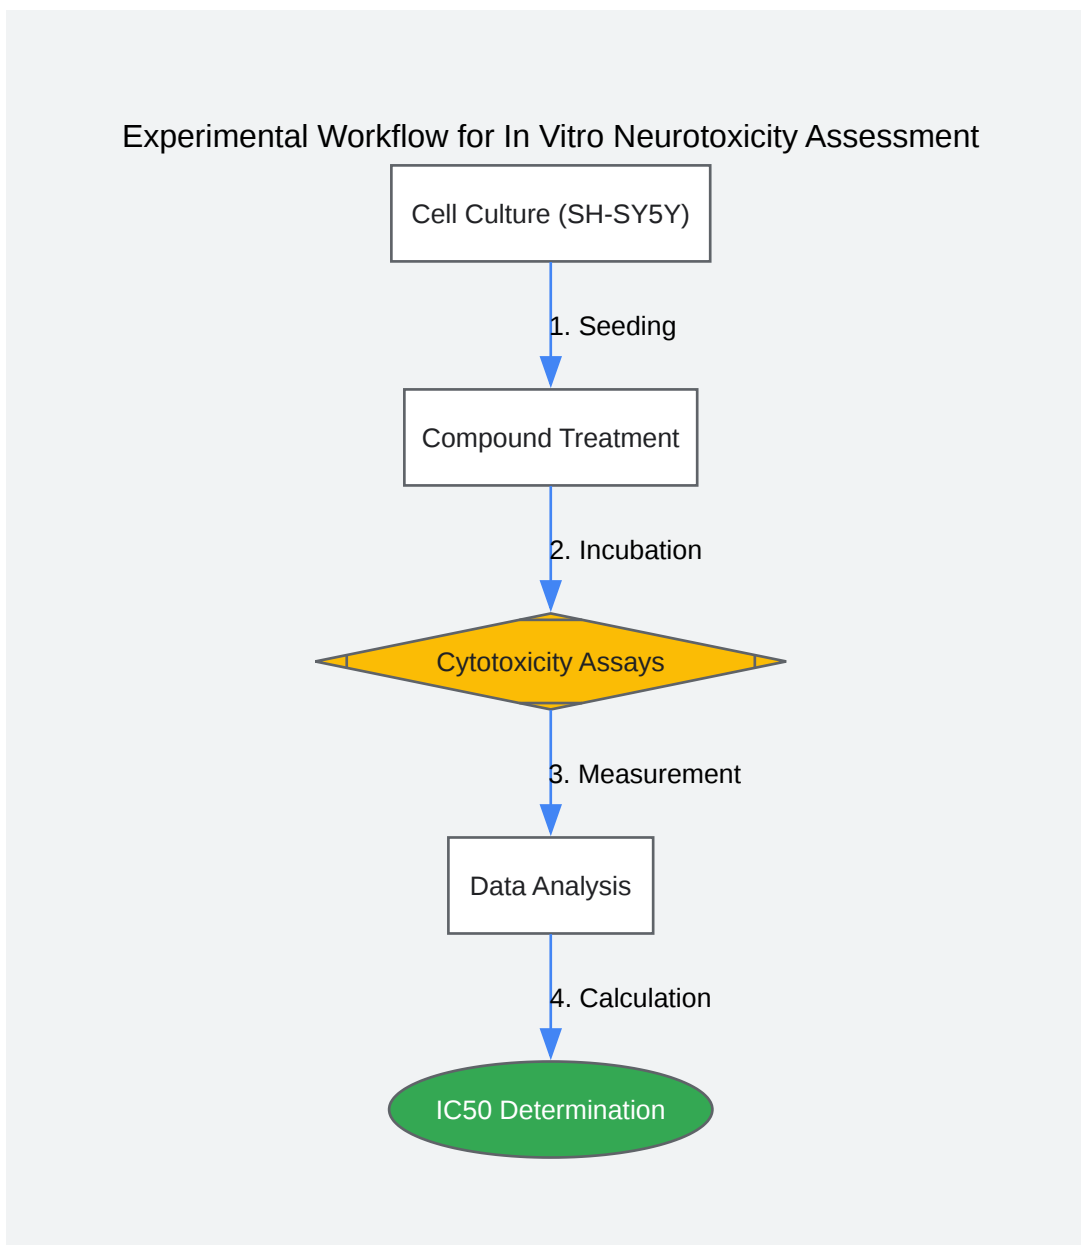 Experimental Workflow for In Vitro Neurotoxicity Assessment
Cell Culture (SH-SY5Y)
1. Seeding
Compound Treatment
2. Incubation
Cytotoxicity Assays
3. Measurement
Data Analysis
4. Calculation
IC50 Determination